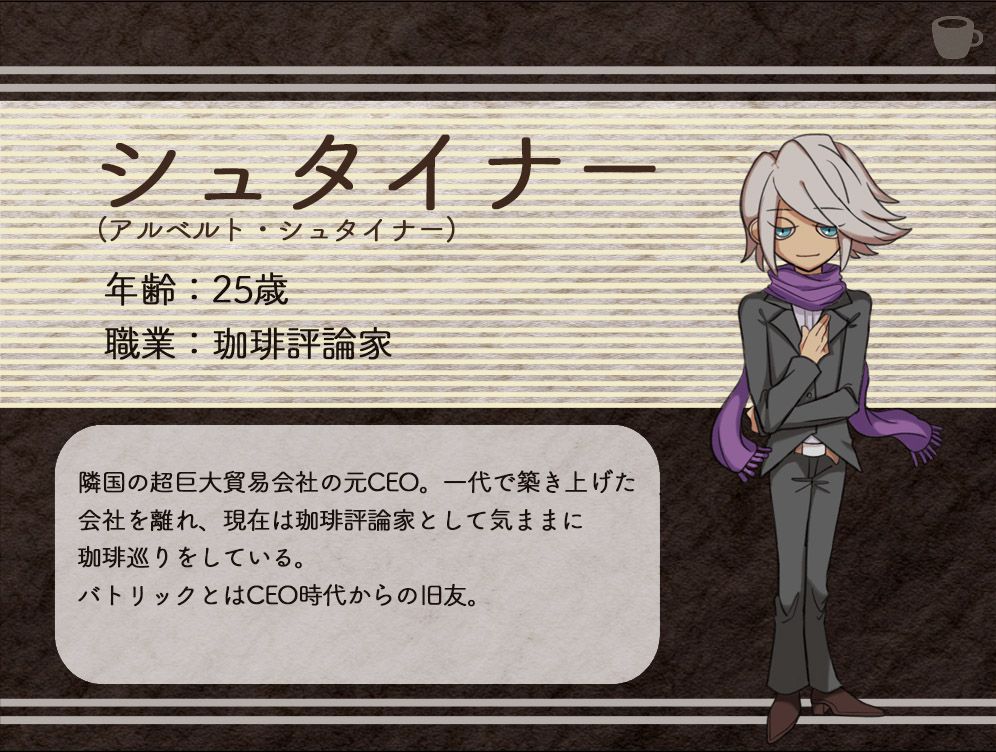 シュタイナー
（アルベルト・シュタイナー）
年齢：25歳
職業：珈琲評論家
隣国の超巨大貿易会社の元CEO。一代で築き上げた
会社を離れ、現在は珈琲評論家として気ままに
珈琲巡りをしている。
バトリックとはCEO時代からの旧友。